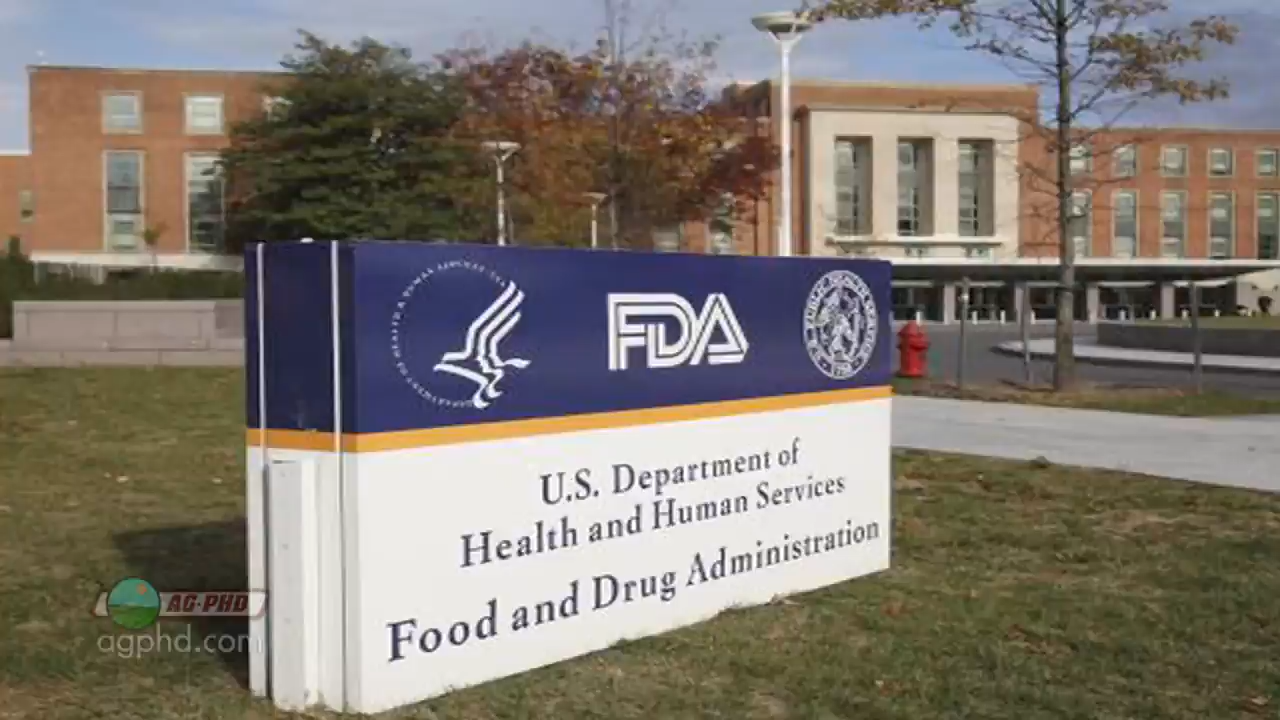 FDA
U.S. Department of
Health and Human Services
Food and Drug Administration
AG·PHD
agphd.com